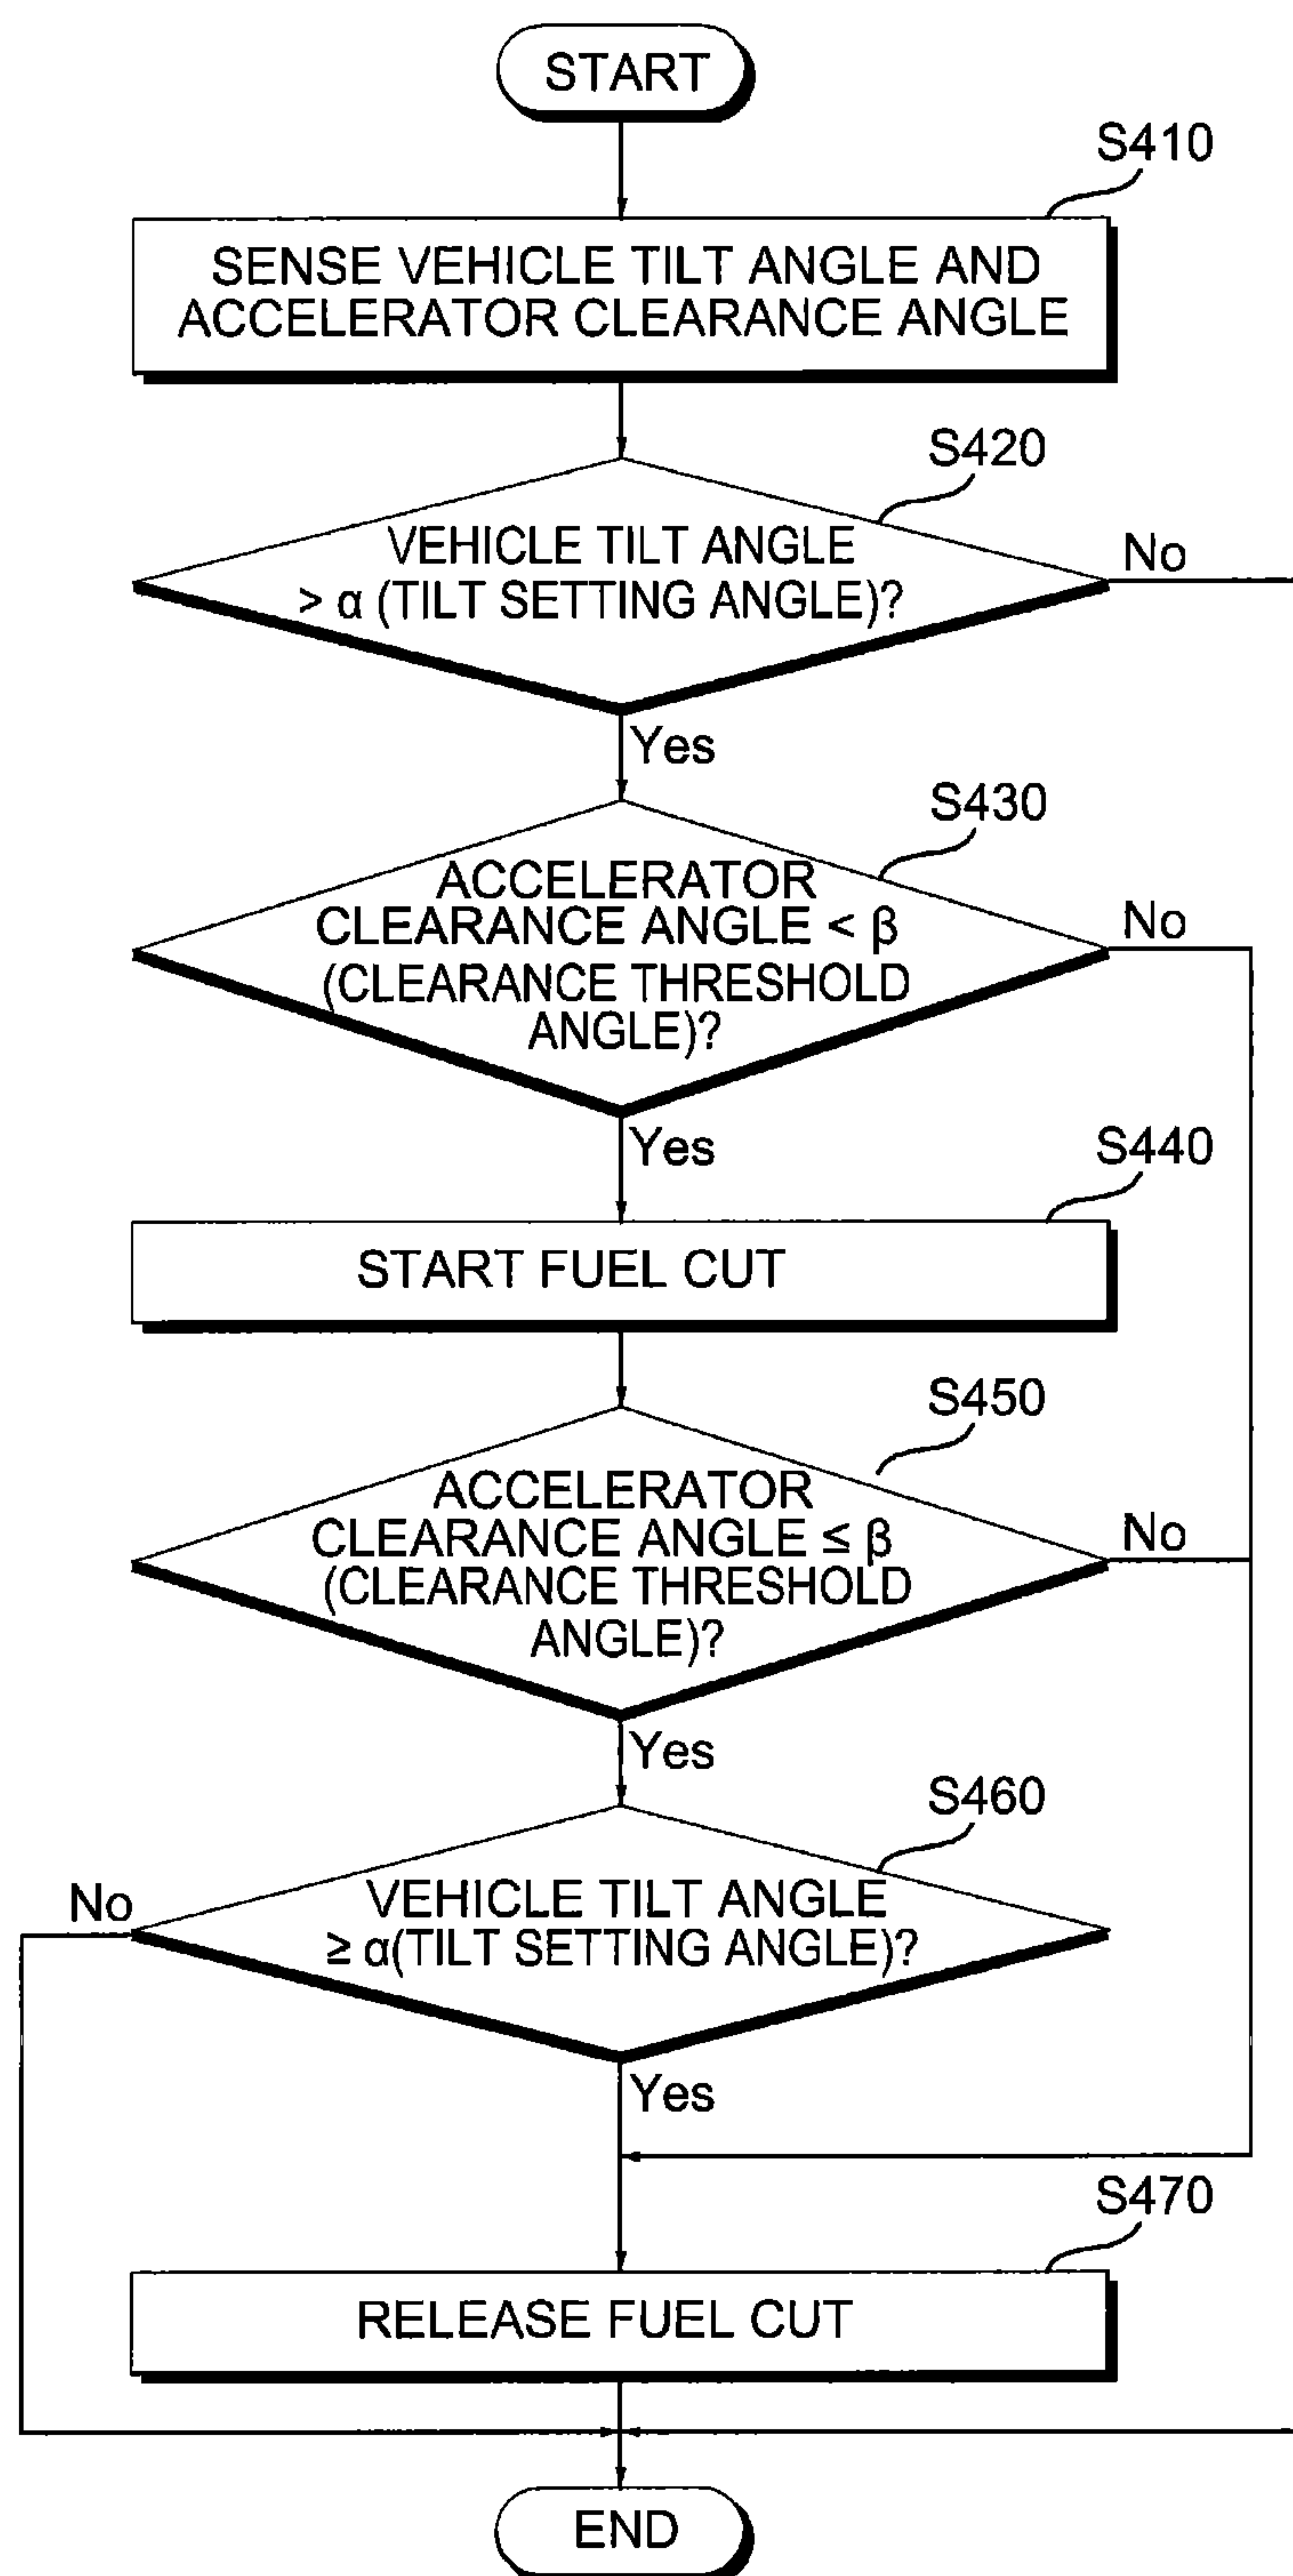 START
S410
SENSE VEHICLE TILT ANGLE AND
ACCELERATOR CLEARANCE ANGLE
S420
VEHICLE TILT ANGLE
> α (TILT SETTING ANGLE)?
No
Yes
S430
ACCELERATOR
CLEARANCE ANGLE < β
(CLEARANCE THRESHOLD
ANGLE)?
No
Yes
S440
START FUEL CUT
S450
ACCELERATOR
CLEARANCE ANGLE ≤ β
(CLEARANCE THRESHOLD
ANGLE)?
No
Yes
S460
VEHICLE TILT ANGLE
≥ α(TILT SETTING ANGLE)?
No
Yes
S470
RELEASE FUEL CUT
END